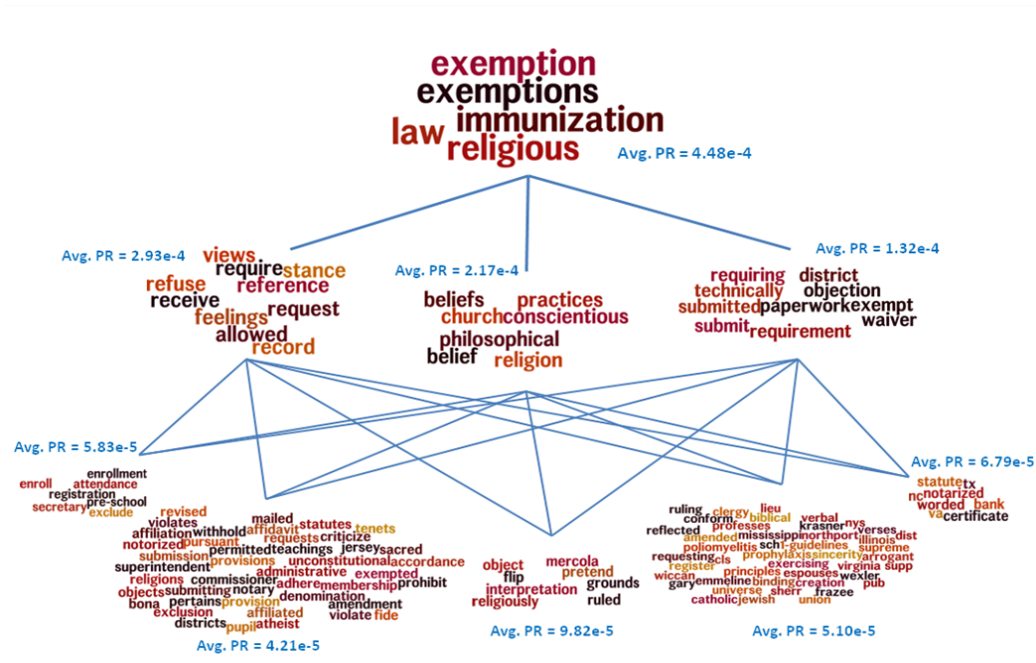 exemption
exemptions
law immunization
religious
Avg. PR = 4.48e-4
Avg. PR = 2.93e-4
views
require stance
refuse reference
receive
feelings request
allowed
record
Avg. PR = 2.17e-4
beliefs practices
church conscientious
philosophical
belief religion
Avg. PR = 1.32e-4
requiring district
technically objection
submitted paperwork exempt
submit requirement waiver
Avg. PR = 5.83e-5
enrollment
enroll attendance
registration
secretary pre-school
exclude
revised
violates mailed statutes tenets
affiliation withhold affidavit requests criticize
notarized pursuant
permitted teachings jersey sacred
submission provisions unconstitutional accordance
superintendent administrative exempted
religions commissioner adhere membership prohibit
objects submitting notary denomination
bona pertains provision amendment
exclusion affiliated violate fide
districts pupil atheist
Avg. PR = 4.21e-5
object mercola
flip pretend
interpretation grounds
religiously ruled
Avg. PR = 9.82e-5
ruling clergy lieu
conform biblical verbal nys
professes krasner verses
reflected mississippi northport dist
amended illinois
poliomyelitis sch1-guidelines supreme
requesting cls prophylaxis sincerity arrogant
register exercising virginia supp
wiccan principles espouses wexler
gary emmeline binding creation pub
universe sherr frazee
catholic jewish union
Avg. PR = 5.10e-5
Avg. PR = 6.79e-5
statute tx
nc notarized
worded bank
va certificate